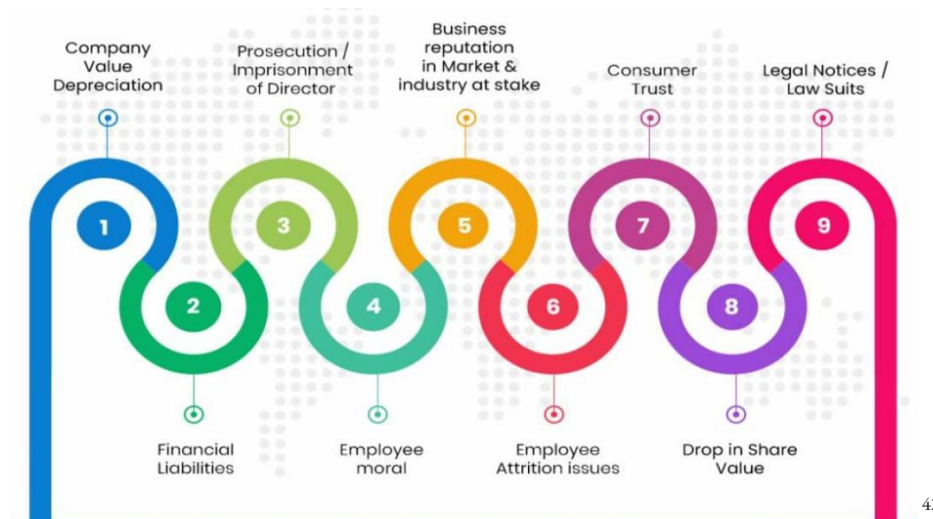 Company
Value
Depreciation
1
Financial
Liabilities
2
Prosecution /
Imprisonment
of Director
3
Employee
moral
4
Business
reputation
in Market &
industry at stake
5
Employee
Attrition issues
6
Consumer
Trust
7
Drop in Share
Value
8
Legal Notices /
Law Suits
9